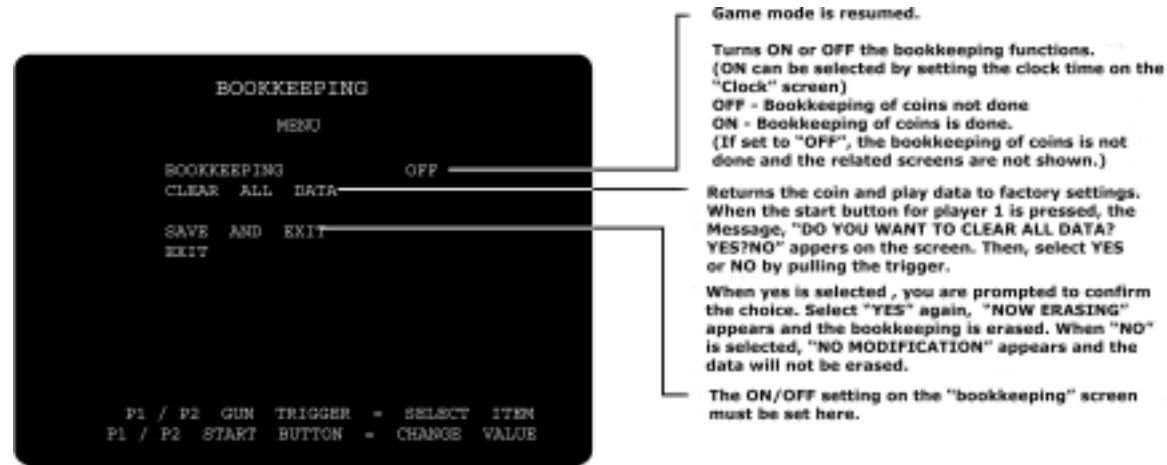 BOOKKEEPING
MENU
BOOKKEEPING OFF
CLEAR ALL DATA
SAVE AND EXIT
EXIT
P1 / P2 GUN TRIGGER = SELECT ITEM
P1 / P2 START BUTTON = CHANGE VALUE
Game mode is resumed.
Turns ON or OFF the bookkeeping functions.
(ON can be selected by setting the clock time on the
"Clock" screen)
OFF - Bookkeeping of coins not done
ON - Bookkeeping of coins is done.
(If set to "OFF", the bookkeeping of coins is not
done and the related screens are not shown.)
Returns the coin and play data to factory settings.
When the start button for player 1 is pressed, the
Message, "DO YOU WANT TO CLEAR ALL DATA?
YES?NO" appers on the screen. Then, select YES
or NO by pulling the trigger.
When yes is selected , you are prompted to confirm
the choice. Select "YES" again, "NOW ERASING"
appears and the bookkeeping is erased. When "NO"
is selected, "NO MODIFICATION" appears and the
data will not be erased.
The ON/OFF setting on the "bookkeeping" screen
must be set here.